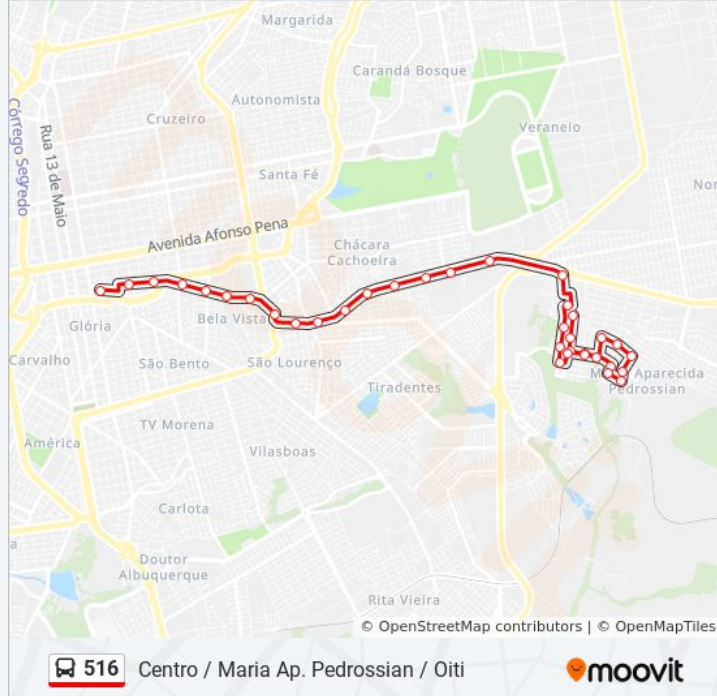 Margarida
Carandá Bosque
Autonomista
Cruzeiro
Veraneio
Córrego Segredo
Rua 13 de Maio
Santa Fé
Nor
Avenida Afonso Pena
Chácara
Cachoeira
Glória
Bela Vista
Carvalho
São Bento
São Lourenço
Tiradentes
Aparecida
Pedrossian
TV Morena
América
Vilasboas
Carlota
a
Doutor
Albuquerque
Rita Vieira
© OpenStreetMap contributors | © OpenMapTiles
516 Centro / Maria Ap. Pedrossian / Oiti
moovit